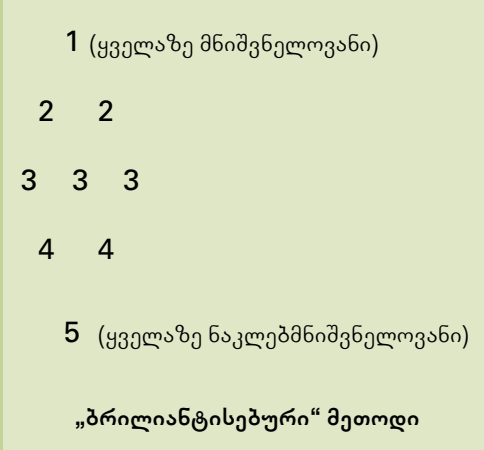 1 (ყველაზე მნიშვნელოვანი)
2 2
3 3 3
4 4
5 (ყველაზე ნაკლებმნიშვნელოვანი)
„ბრილიანტისებური“ მეთოდი